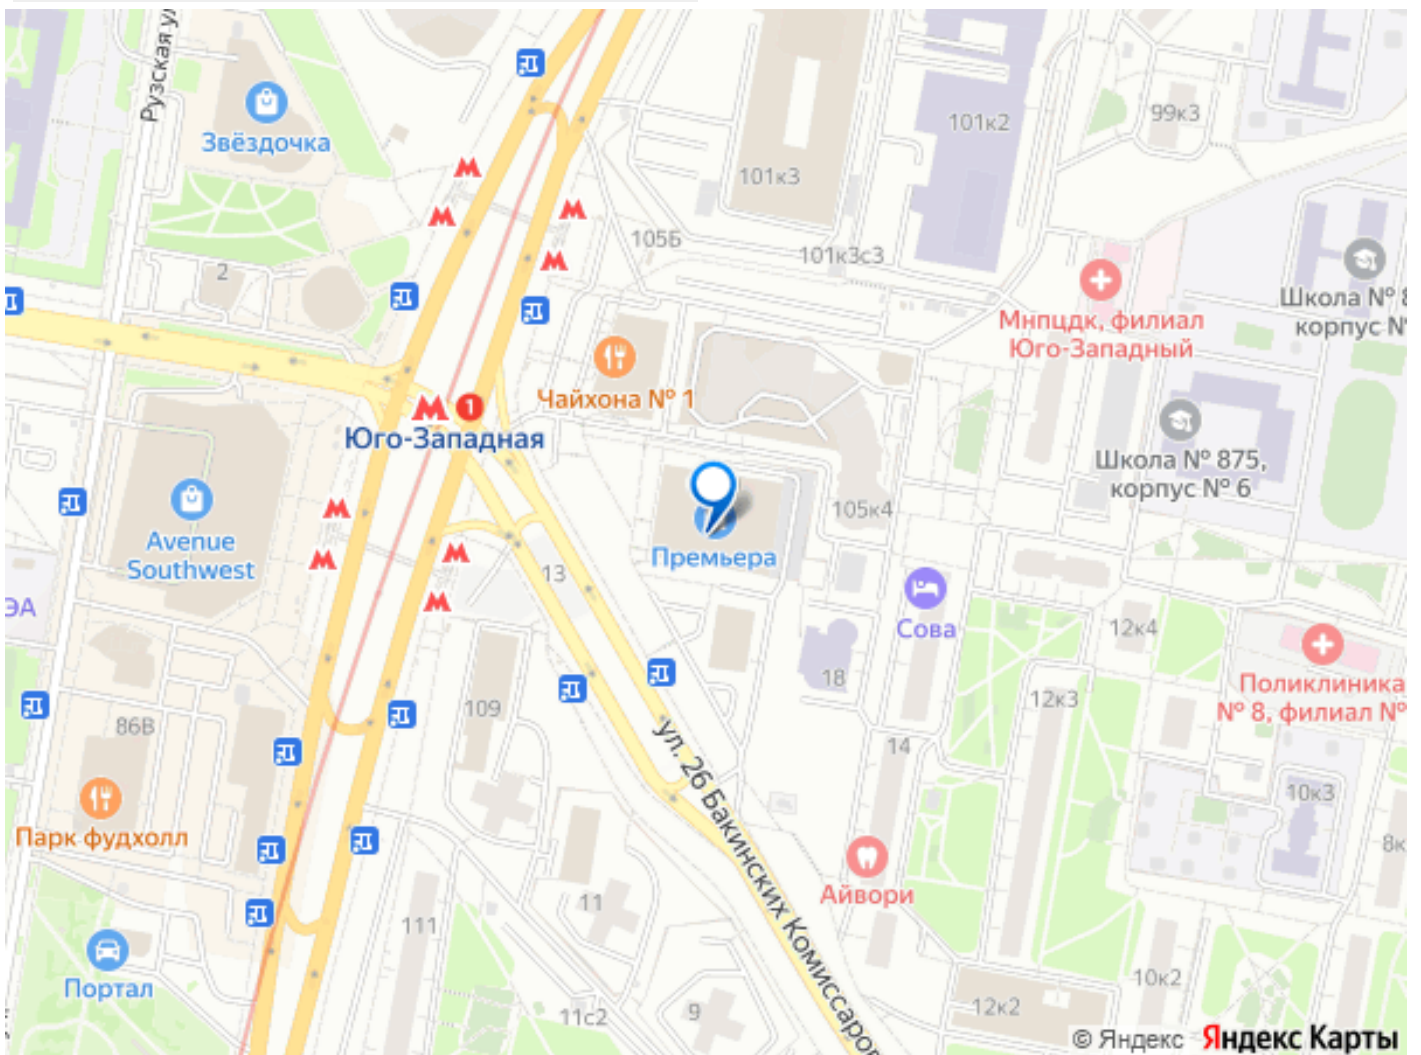 Рузская ул
Звёздочка
99к3
101к2
101к3
105Б
101к3с3
2
Школа № 8
корпус №
Мнпцдк, филиал
Юго-Западный
Чайхона № 1
М 1
Юго-Западная
Школа № 875,
корпус № 6
105к4
Avenue
Southwest
Премьера
13
ЭА
Сова
12к4
18
Поликлиника
№ 8, филиал №
12к3
109
86В
14
ул. 26 Бакинских Комиссаров
10к3
Парк фудхолл
8к
Айвори
11
111
Портал
10к2
12к2
9
11с2
© Яндекс Яндекс Карты